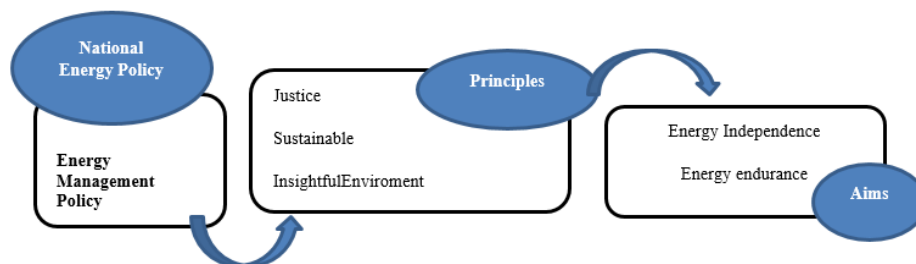 National
Energy Policy
Energy
Management
Policy
Principles
Justice
Sustainable
InsightfulEnviroment
Energy Independence
Energy endurance
Aims